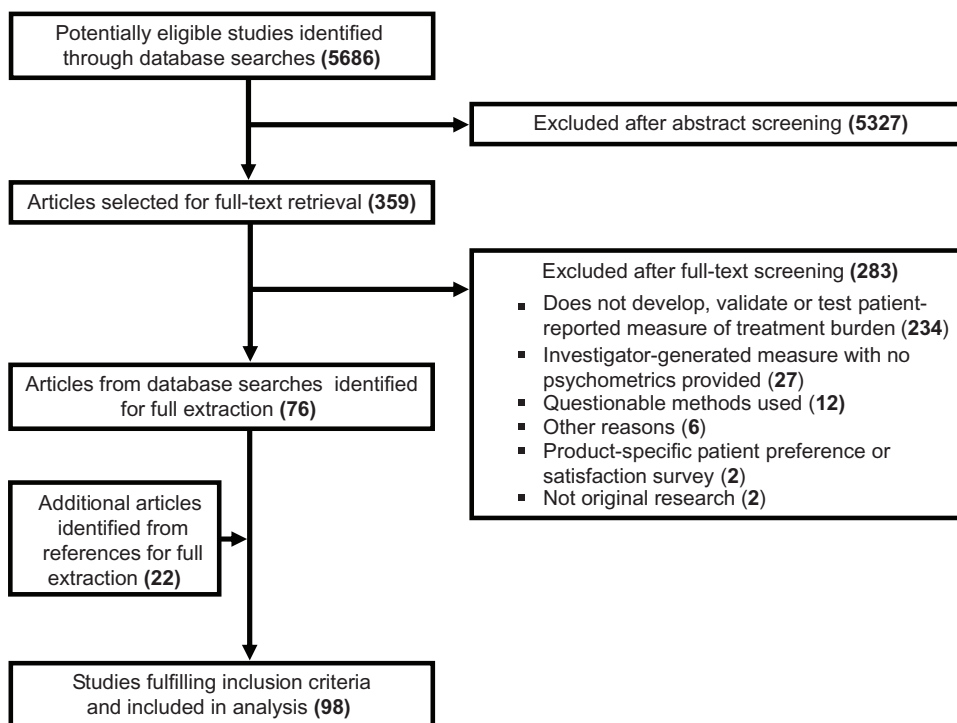 Potentially eligible studies identified
through database searches (5686)
Excluded after abstract screening (5327)
Articles selected for full-text retrieval (359)
Excluded after full-text screening (283)
▪ Does not develop, validate or test patient-
reported measure of treatment burden (234)
▪ Investigator-generated measure with no
psychometrics provided (27)
▪ Questionable methods used (12)
▪ Other reasons (6)
▪ Product-specific patient preference or
satisfaction survey (2)
▪ Not original research (2)
Articles from database searches identified
for full extraction (76)
Additional articles
identified from
references for full
extraction (22)
Studies fulfilling inclusion criteria
and included in analysis (98)